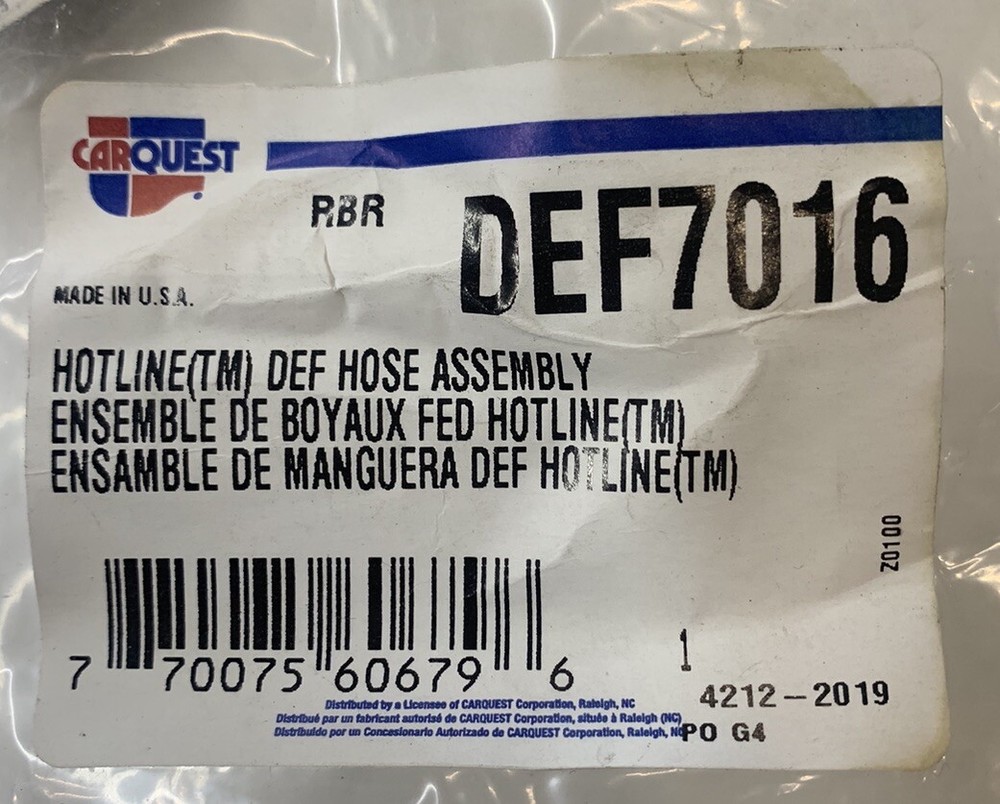 CARQUEST
RBR
DEF7016
MADE IN U.S.A.
HOTLINE(TM) DEF HOSE ASSEMBLY
ENSEMBLE DE BOYAUX FED HOTLINE(TM)
ENSAMBLE DE MANGUERA DEF HOTLINE(TM)
Z0100
7 70075 60679 6
1
4212-2019
PO G4
Distributed by a Licensee of CARQUEST Corporation, Raleigh, NC
Distribué par un fabricant autorisé de CARQUEST Corporation, située à Raleigh (NC)
Distribuido por un Concesionario Autorizado de CARQUEST Corporation, Raleigh, NC